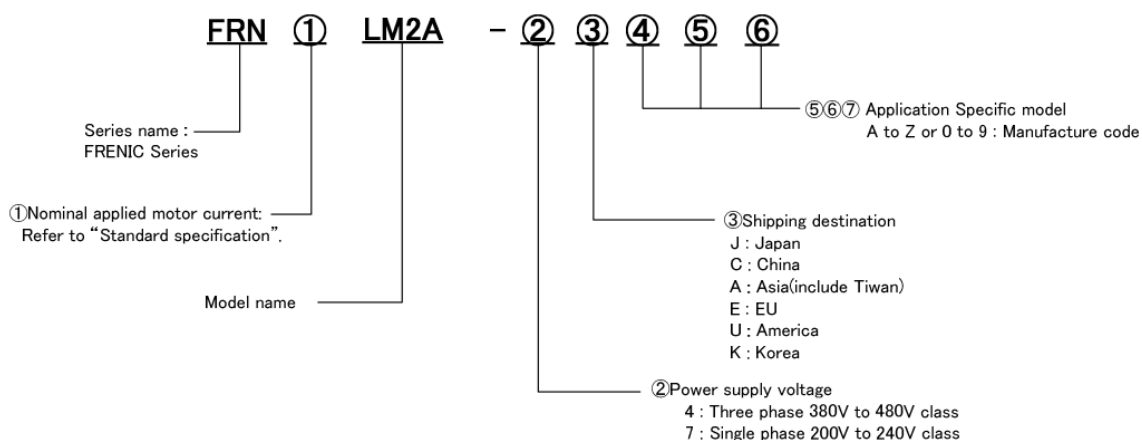 FRN ① LM2A - ② ③ ④ ⑤ ⑥
⑤⑥⑦ Application Specific model
A to Z or 0 to 9 : Manufacture code
Series name :
FRENIC Series
①Nominal applied motor current:
Refer to “Standard specification”.
③Shipping destination
J : Japan
C : China
A : Asia(include Tiwan)
E : EU
U : America
K : Korea
Model name
②Power supply voltage
4 : Three phase 380V to 480V class
7 : Single phase 200V to 240V class